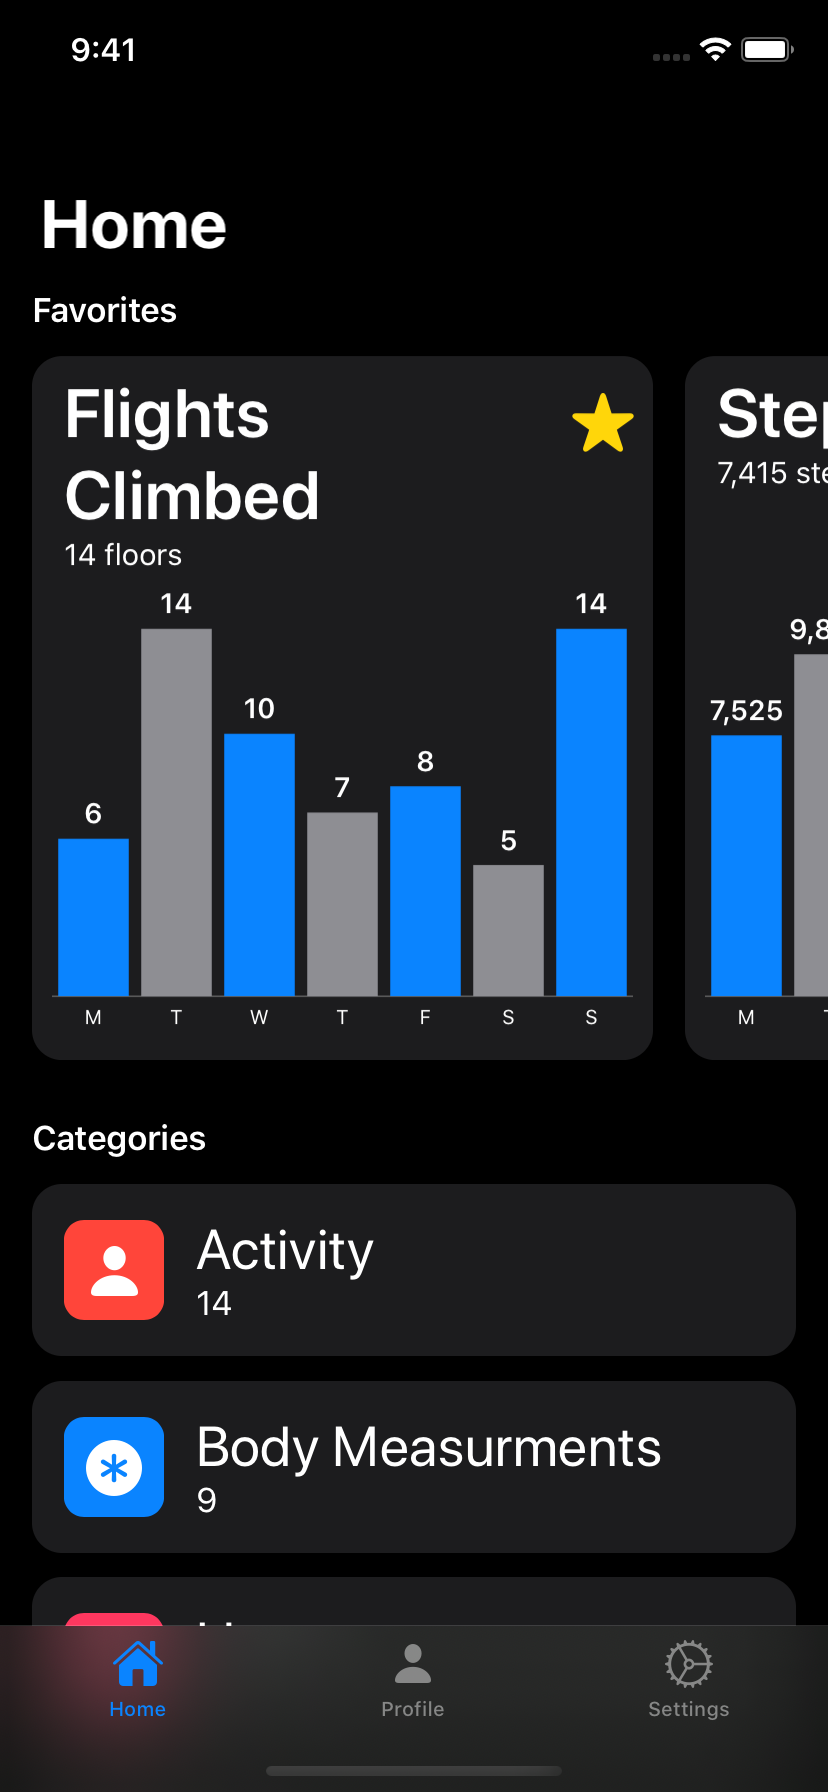 9:41
Home
Favorites
Flights
Climbed
14 floors
14
14
10
8
7
6
5
M T W T F S S
7,415
7,525
M
Categories
Activity
14
Body Measurments
9
Home
Profile
Settings